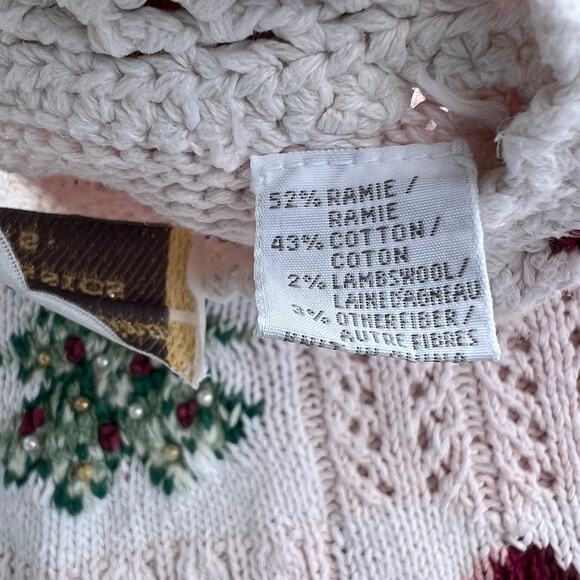 52% RAMIE /
RAMIE
43% COTTON /
COTON
2% LAMBSWOOL/
LAINE D'AGNEAU
3% OTHER FIBER /
AUTRE FIBRES